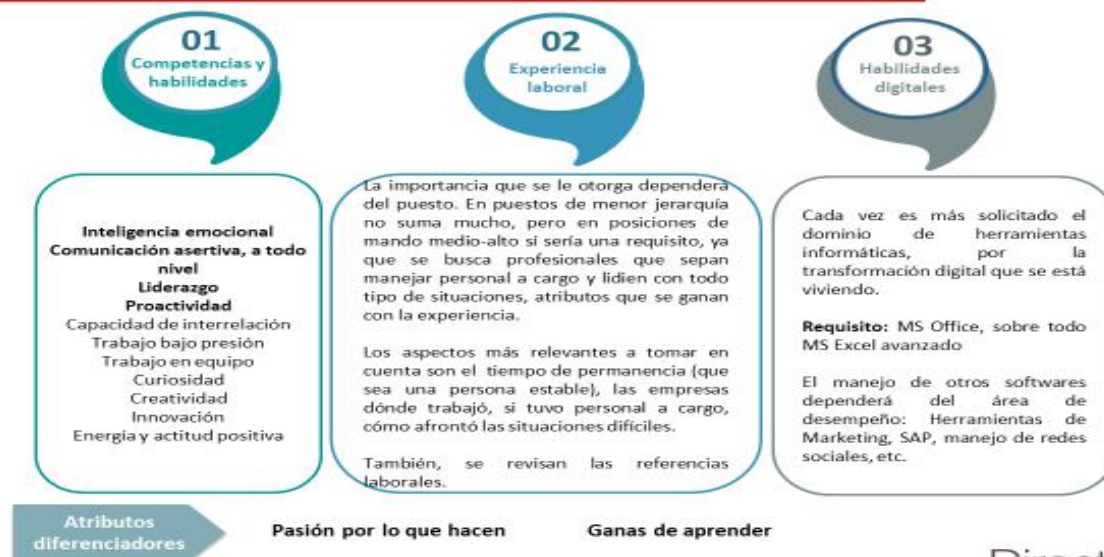 01
Competencias y
habilidades
Inteligencia emocional
Comunicación asertiva, a todo
nivel
Liderazgo
Proactividad
Capacidad de interrelación
Trabajo bajo presión
Trabajo en equipo
Curiosidad
Creatividad
Innovación
Energía y actitud positiva
02
Experiencia
laboral
La importancia que se le otorga dependerá
del puesto. En puestos de menor jerarquía
no suma mucho, pero en posiciones de
mando medio-alto si sería una requisito, ya
que se busca profesionales que sepan
manejar personal a cargo y lidien con todo
tipo de situaciones, atributos que se ganan
con la experiencia.
Los aspectos más relevantes a tomar en
cuenta son el tiempo de permanencia (que
sea una persona estable), las empresas
dónde trabajó, si tuvo personal a cargo,
cómo afrontó las situaciones difíciles.
También, se revisan las referencias
laborales.
03
Habilidades
digitales
Cada vez es más solicitado el
dominio de herramientas
informáticas, por la
transformación digital que se está
viviendo.
Requisito: MS Office, sobre todo
MS Excel avanzado
El manejo de otros softwares
dependerá del área de
desempeño: Herramientas de
Marketing, SAP, manejo de redes
sociales, etc.
Atributos
diferenciadores
Pasión por lo que hacen Ganas de aprender